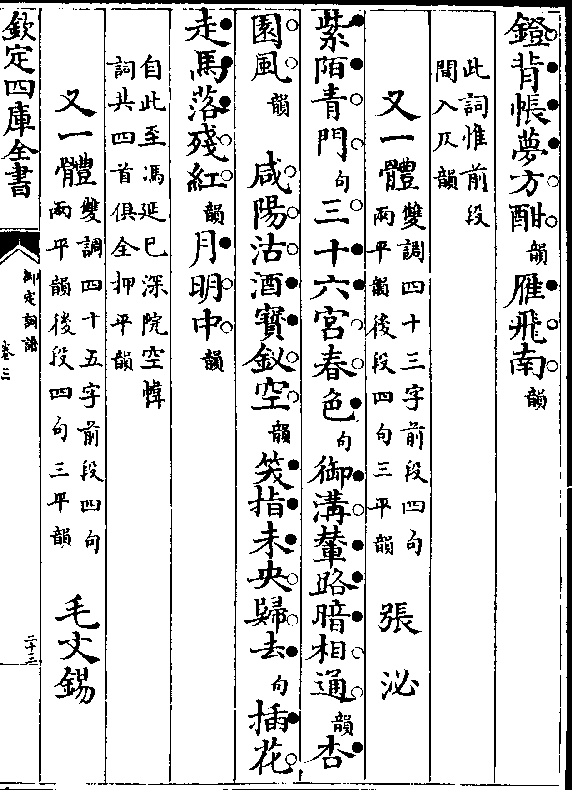 鐙背帳夢方酣韻雁飛南韻
此詞惟前段
間入仄韻
又一體雙調四十三字前段四句
兩平韻後段四句三平韻 張泌
紫陌青門句三十六宮春色句御溝輦路暗相通韻杏
園風韻 咸陽沽酒寶釵空韻笑指未央歸去句插花
走馬落殘紅韻月明中韻
自此至馮延巳深院空幃
詞共四首俱全押平韻
又一體雙調四十五字前段四句
兩平韻後段四句三平韻 毛文錫
欽定四庫全書
御定詞譜
卷三
二十三